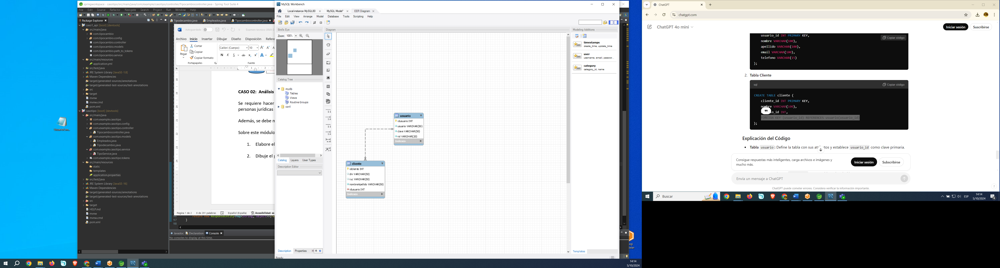 springworkspace - casotipo/src/main/java/com/example/casotipo/controller/Tipocambiocontroller.java - Spring Tool Suite 4
File Edit Source Refactor Navigate Search Project Run Window Help
Package Explorer
caso1_api [boot] [devtools]
src/main/java
com.tipocambio
com.tipocambio.config
com.tipocambio.controller
com.tipocambio.models
com.tipocambio.path_to_tokens
com.tipocambio.service
src/main/resources
application.yml
src/test/java
JRE System Library [JavaSE-1.8]
Maven Dependencies
target/generated-sources/annotations
target/generated-test-sources/test-annotations
src
target
mvnw
mvnw.cmd
pom.xml
casotipo [boot] [devtools]
src/main/java
com.example.casotipo
com.example.casotipo.config
com.example.casotipo.controller
Tipocambiocontroller.java
com.example.casotipo.models
Empleados.java
Tipodecambio.java
com.example.casotipo.service
TipoService.java
com.example.casotipo.tokens
src/main/resources
static
templates
application.properties
src/test/java
JRE System Library [JavaSE-16]
Maven Dependencies
target/generated-sources/annotations
target/generated-test-sources/test-annotations
src
target
HELP.md
mvnw
mvnw.cmd
pom.xml
UsuarioCon...
Tipodecambio.java Empleados.java Tipocambiocontroller.java
Autoguardado Examen tecnico JAVA
Archivo Inicio Insertar Dibujar Diseño Disposición Refere
Pegar
Cortar
Copiar
Copiar formato
Portapapeles
Calibri (Cuerpo) 10
N K S
Fuente
CASO 02: Análisis
Se requiere hacer
personas jurídicas
Además, se debe m
Sobre este módulo
1. Elabore el
2. Dibuje el p
Página 1 de 2 8 de 291 palabras Español (España) Accesibilidad: es
97 }
98
Javadoc Declaration Console
No consoles to display at this time.
MySQL Workbench
Local instance MySQL80 MySQL Model* EER Diagram
File Edit View Arrange Model Database Tools Scripting Help
Bird's Eye
Zoom: 100%
Catalog Tree
mydb
Tables
Views
Routine Groups
conl
Catalog Layers User Types
Description Editor
Description Properties H
Ready
Diagram
1:1
1:n
1:1
1:n
n:m
1:n
usuario
idusuario INT
usuario VARCHAR(50)
clave VARCHAR(50)
rol VARCHAR(20)
Indexes
cliente
idcliente INT
dni VARCHAR(50)
ruc VARCHAR(50)
nombreApellido VARCHAR(50)
idusuario INT
Indexes
Modeling Additions
timestamps
create_time, update_time
user
username, email, passwor...
category
category_id, name
Templates
14:14
5/10/2024
ChatGPT
chatgpt.com
ChatGPT 4o mini
Iniciar sesión Suscribirse
usuario_id INT PRIMARY KEY,
Copiar código
nombre VARCHAR(100),
apellido VARCHAR(100),
email VARCHAR(100),
telefono VARCHAR(15)
);
2. Tabla Cliente
sql Copiar código
CREATE TABLE cliente (
cliente_id INT PRIMARY KEY,
nombre VARCHAR(100),
io_id INT,
FOREIGN KEY (usuario_id) REFERENCES usuario(usuario_id)
);
Explicación del Código
Tabla usuario: Define la tabla con sus atributos y establece usuario_id como clave primaria.
Consigue respuestas más inteligentes, carga archivos e imágenes y
mucho más.
Iniciar sesión Subscribirse
Envía un mensaje a ChatGPT
ChatGPT puede cometer errores. Considera verificar la información importante.
Buscar
ESP
14:14
5/10/2024